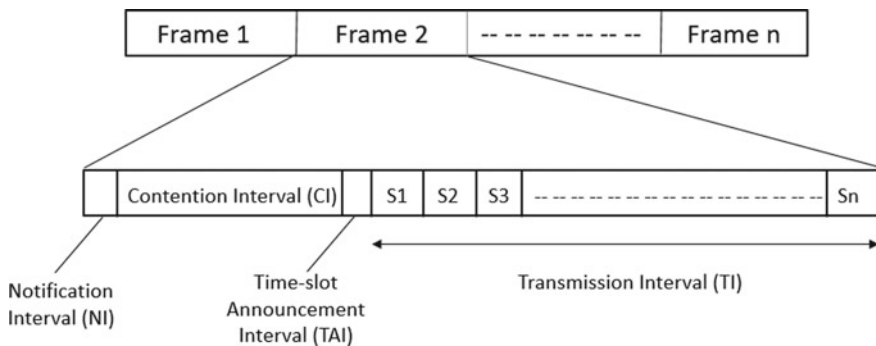 Frame 1 Frame 2 -- -- -- -- -- -- -- Frame n
Contention Interval (CI) S1 S2 S3 -- -- -- -- -- -- -- -- -- -- -- -- -- Sn
Notification
Interval (NI)
Time-slot
Announcement
Interval (TAI)
Transmission Interval (TI)